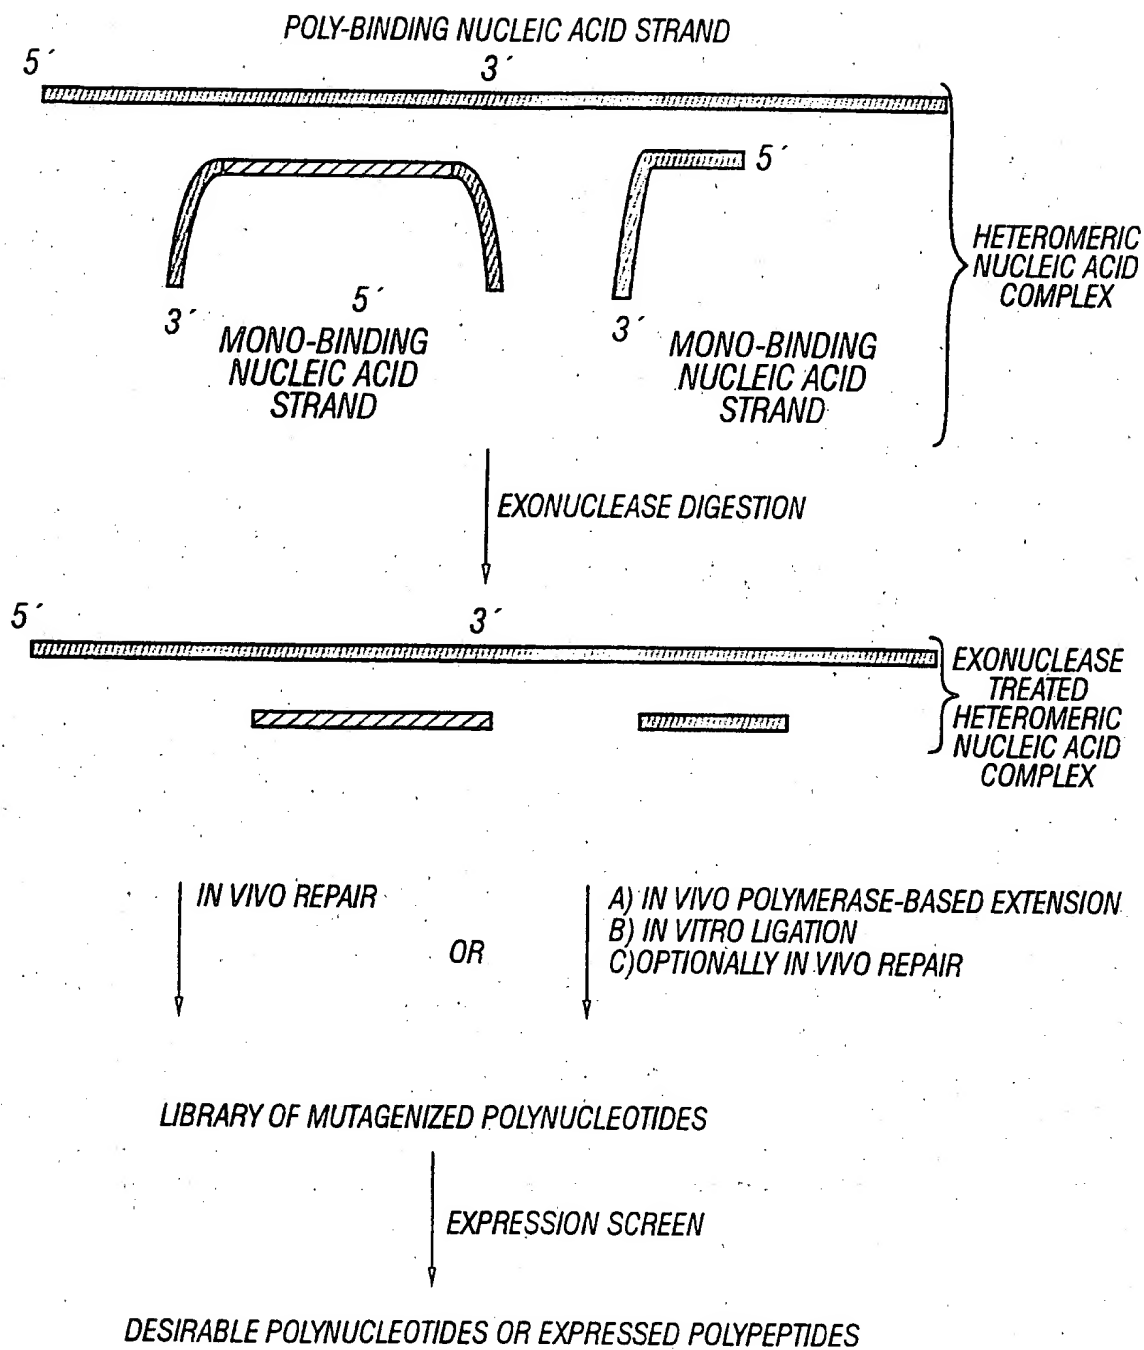 POLY-BINDING NUCLEIC ACID STRAND
5´
3´
5´
HETEROMERIC
NUCLEIC ACID
COMPLEX
3´
5´
MONO-BINDING
NUCLEIC ACID
STRAND
3´
MONO-BINDING
NUCLEIC ACID
STRAND
EXONUCLEASE DIGESTION
5´
3´
EXONUCLEASE
TREATED
HETEROMERIC
NUCLEIC ACID
COMPLEX
IN VIVO REPAIR
OR
A) IN VIVO POLYMERASE-BASED EXTENSION
B) IN VITRO LIGATION
C)OPTIONALLY IN VIVO REPAIR
LIBRARY OF MUTAGENIZED POLYNUCLEOTIDES
EXPRESSION SCREEN
DESIRABLE POLYNUCLEOTIDES OR EXPRESSED POLYPEPTIDES